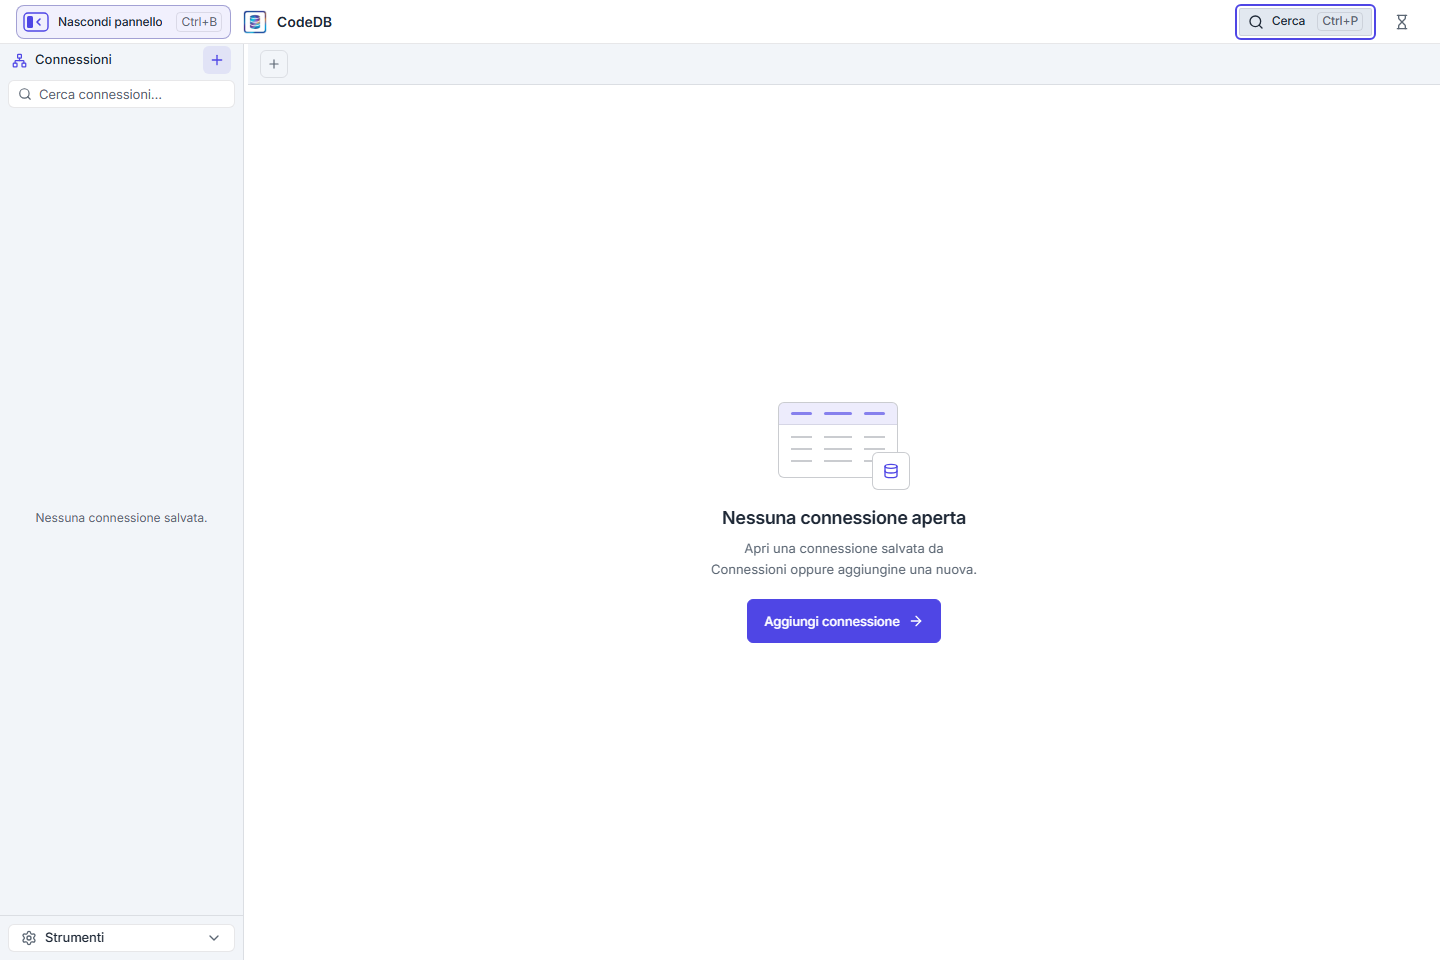 Nascondi pannello Ctrl+B
CodeDB
Cerca Ctrl+P
Connessioni
Cerca connessioni...
Nessuna connessione salvata.
Nessuna connessione aperta
Apri una connessione salvata da
Connessioni oppure aggiungine una nuova.
Aggiungi connessione
Strumenti